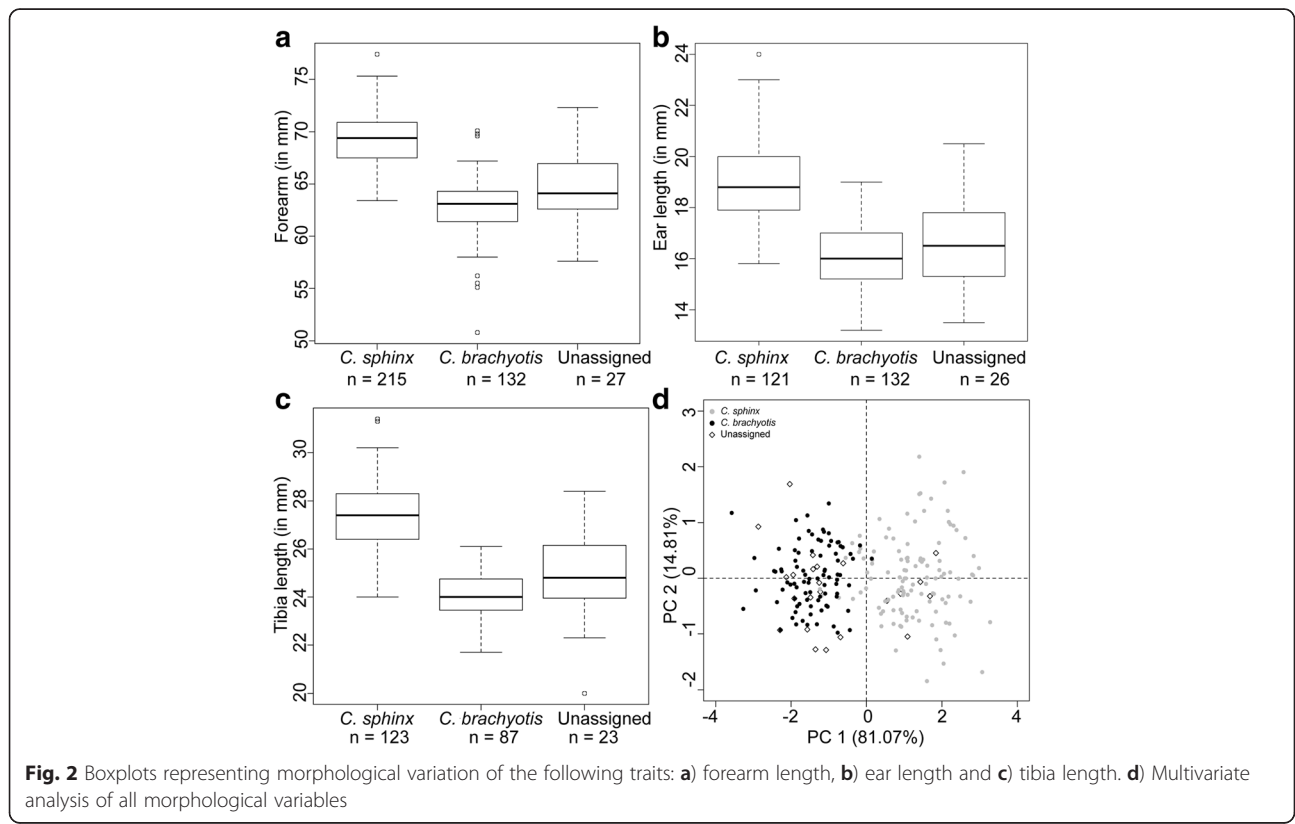 a
Forearm (in mm)
75
70
65
60
55
50
C. sphinx C. brachyotis Unassigned
n = 215 n = 132 n = 27
b
Ear length (in mm)
24
22
20
18
16
14
C. sphinx C. brachyotis Unassigned
n = 121 n = 132 n = 26
c
Tibia length (in mm)
30
28
26
24
22
20
C. sphinx C. brachyotis Unassigned
n = 123 n = 87 n = 23
d
C. sphinx
C. brachyotis
Unassigned
PC 2 (14.81%)
3
2
1
0
-1
-2
-4 -2 0 2 4
PC 1 (81.07%)
Fig. 2 Boxplots representing morphological variation of the following traits: a) forearm length, b) ear length and c) tibia length. d) Multivariate
analysis of all morphological variables